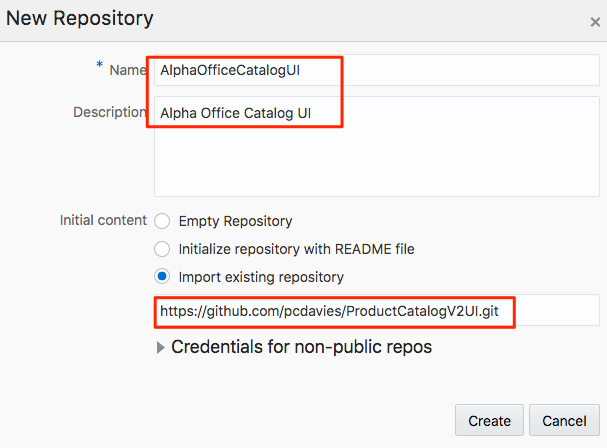 New Repository
×
* Name AlphaOfficeCatalogUI
Description Alpha Office Catalog UI
Initial content Empty Repository
Initialize repository with README file
Import existing repository
https://github.com/pcdavies/ProductCatalogV2UI.git
Credentials for non-public repos
Create Cancel